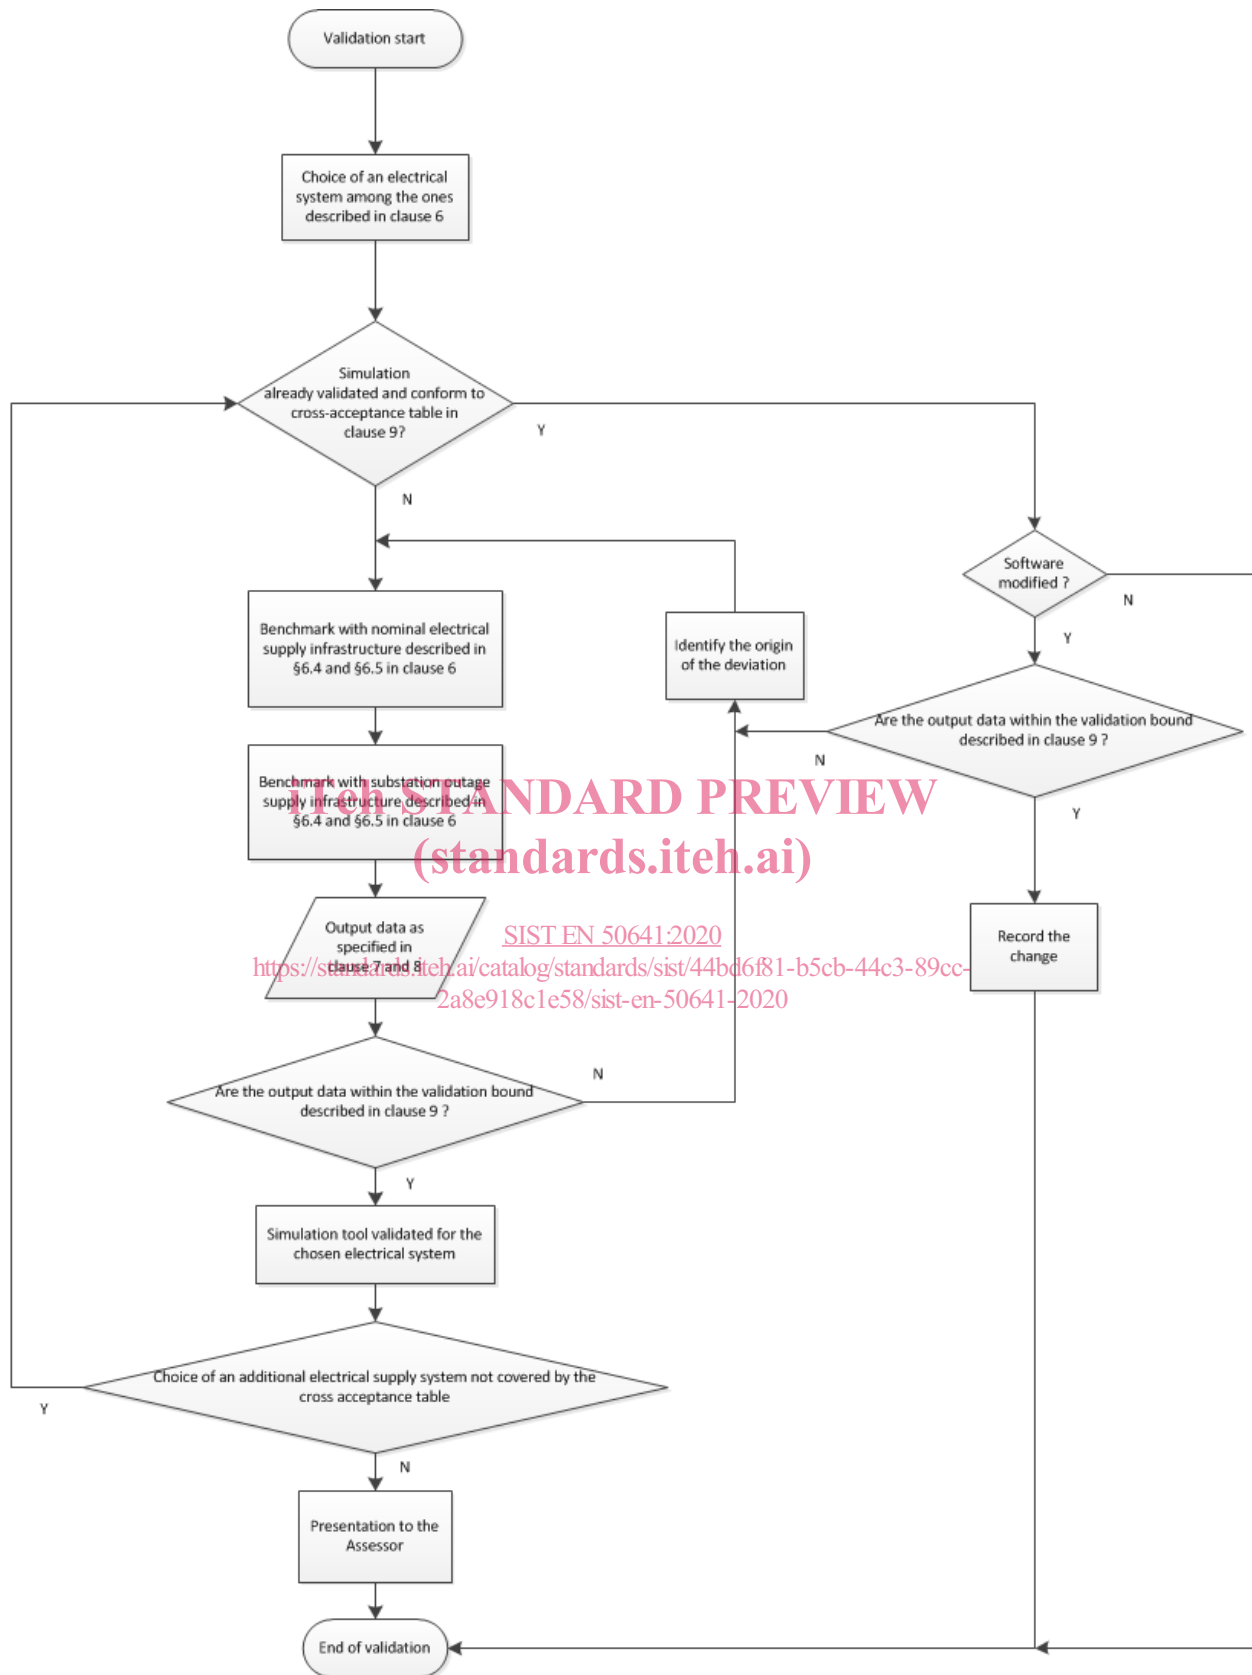 Validation start
Choice of an electrical
system among the ones
described in clause 6
Simulation
already validated and conform to
cross-acceptance table in
clause 9?
Y
N
Software
modified ?
N
Y
Benchmark with nominal electrical
supply infrastructure described in
§6.4 and §6.5 in clause 6
Identify the origin
of the deviation
Are the output data within the validation bound
described in clause 9 ?
N
Y
Benchmark with substation outage
supply infrastructure described in
§6.4 and §6.5 in clause 6
iTeh STANDARD PREVIEW
(standards.iteh.ai)
Output data as
specified in
clause 7 and 8
SIST EN 50641:2020
https://standards.iteh.ai/catalog/standards/sist/44bd6f81-b5cb-44c3-89cc-
2a8e918c1e58/sist-en-50641-2020
Record the
change
Are the output data within the validation bound
described in clause 9 ?
N
Y
Simulation tool validated for the
chosen electrical system
Choice of an additional electrical supply system not covered by the
cross acceptance table
Y
N
Presentation to the
Assessor
End of validation